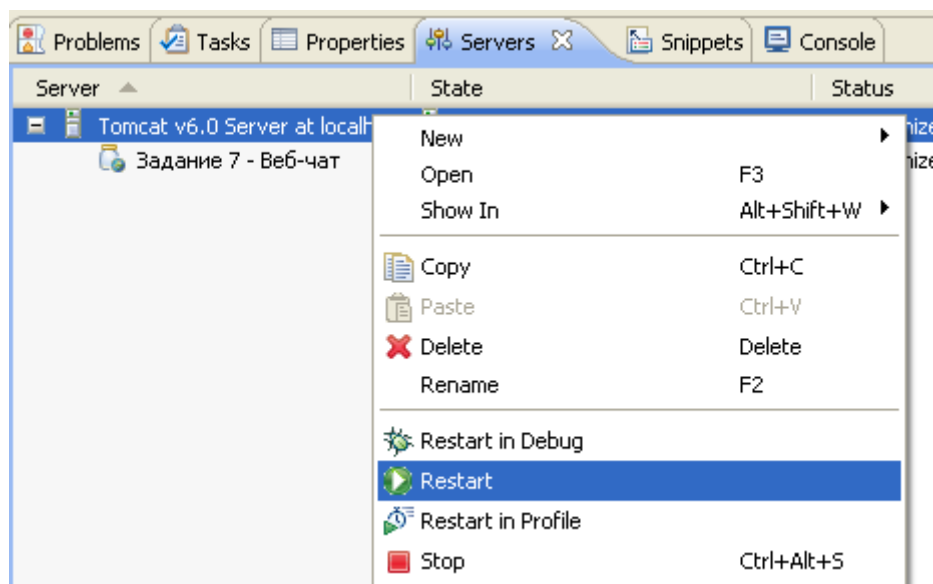 Problems Tasks Properties Servers Snippets Console
Server State Status
Tomcat v6.0 Server at
Задание 7 - Веб-чат
New
Open F3
Show In Alt+Shift+W
Copy Ctrl+C
Paste Ctrl+V
Delete Delete
Rename F2
Restart in Debug
Restart
Restart in Profile
Stop Ctrl+Alt+S